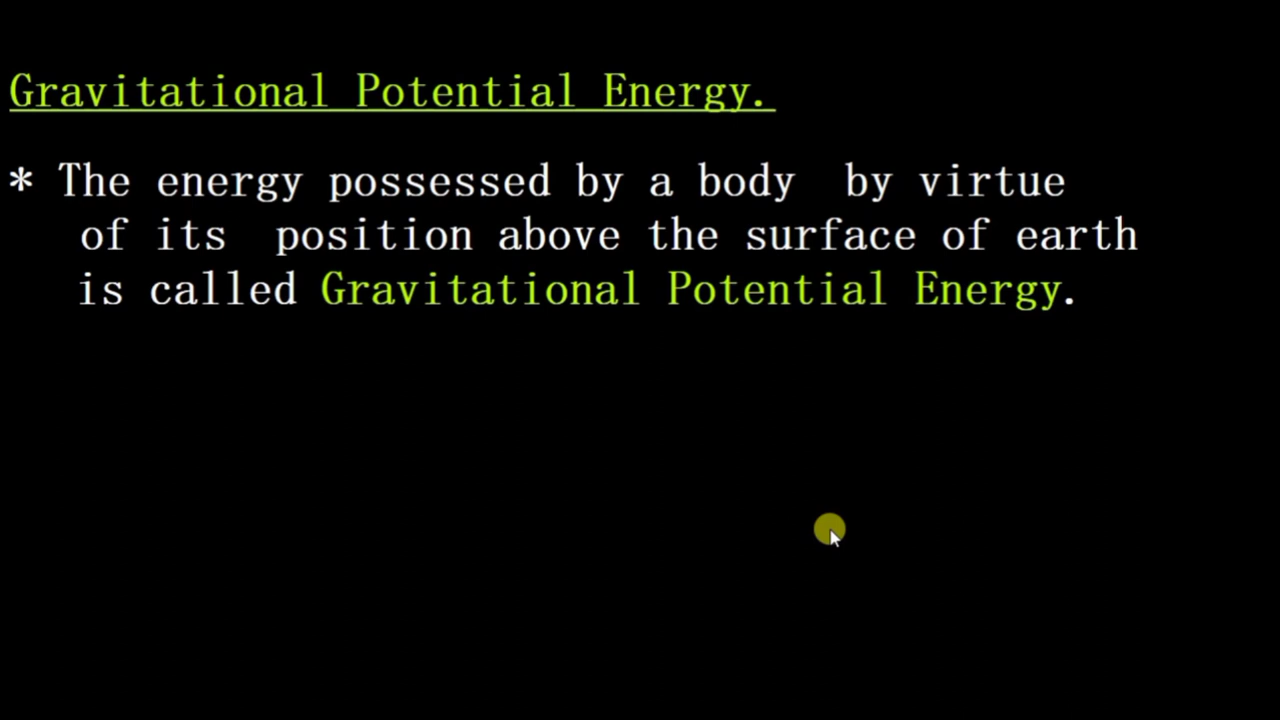 Gravitational Potential Energy.
* The energy possessed by a body by virtue
of its position above the surface of earth
is called Gravitational Potential Energy.